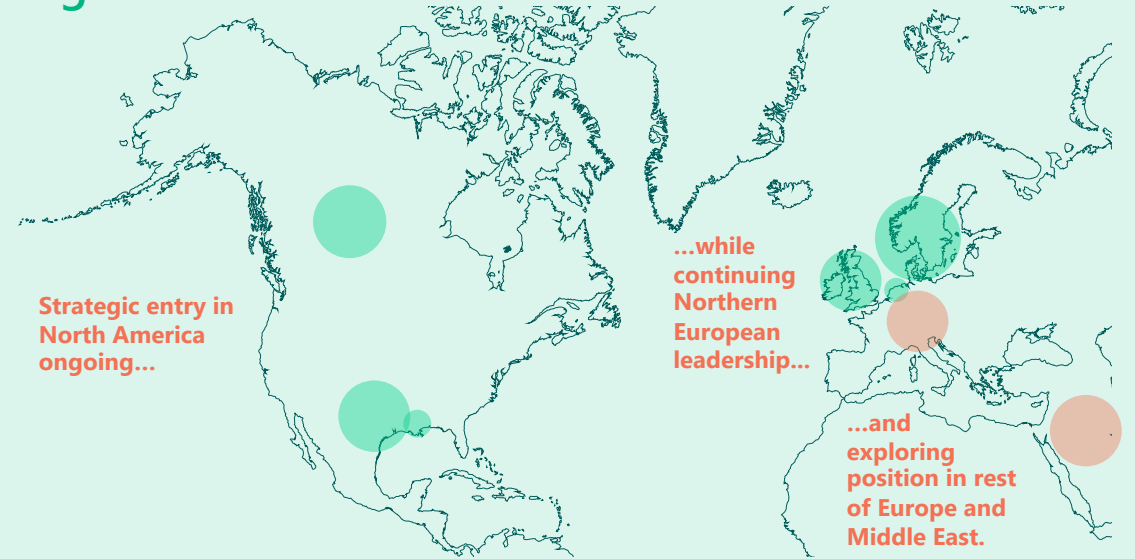 Strategic entry in
North America
ongoing...
...while
continuing
Northern
European
leadership...
...and
exploring
position in rest
of Europe and
Middle East.